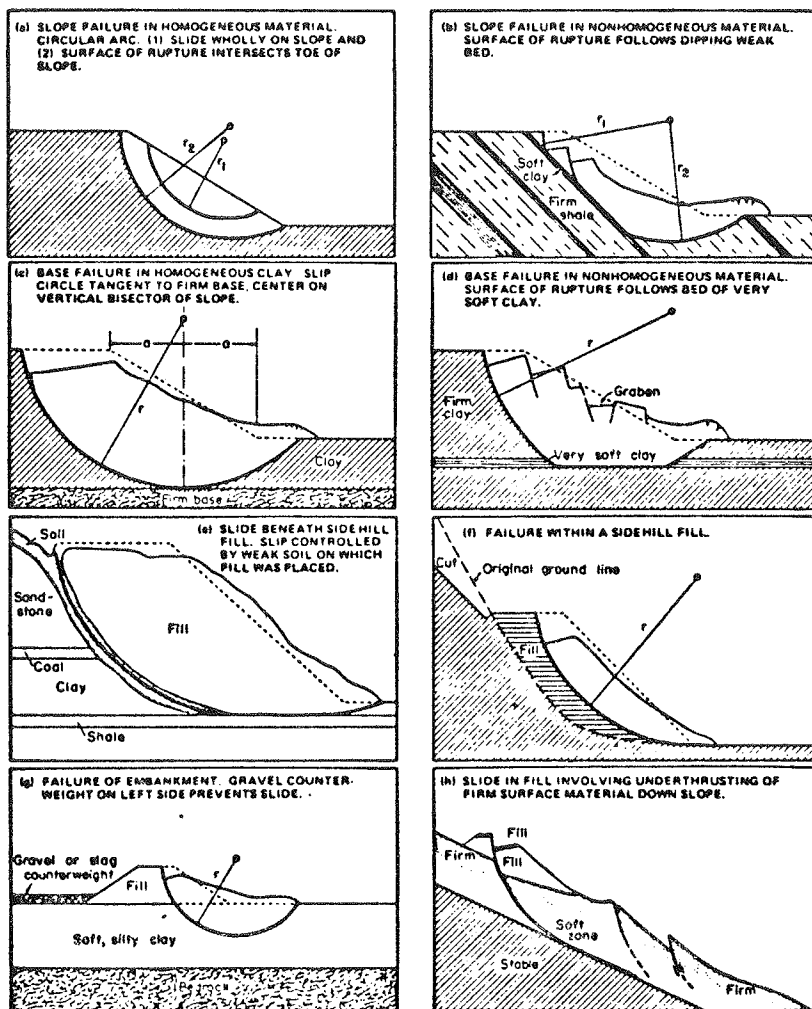 (a) SLOPE FAILURE IN HOMOGENEOUS MATERIAL.
CIRCULAR ARC. (1) SLIDE WHOLLY ON SLOPE AND
(2) SURFACE OF RUPTURE INTERSECTS TOE OF
SLOPE.
r2
r1
(b) SLOPE FAILURE IN NONHOMOGENEOUS MATERIAL.
SURFACE OF RUPTURE FOLLOWS DIPPING WEAK
BED.
r1
r2
Soft
clay
Firm
shale
(c) BASE FAILURE IN HOMOGENEOUS CLAY. SLIP
CIRCLE TANGENT TO FIRM BASE, CENTER ON
VERTICAL BISECTOR OF SLOPE.
a
a
r
Clay
Firm base
(d) BASE FAILURE IN NONHOMOGENEOUS MATERIAL.
SURFACE OF RUPTURE FOLLOWS BED OF VERY
SOFT CLAY.
r
Graben
Firm
clay
Very soft clay
(e) SLIDE BENEATH SIDEHILL
FILL. SLIP CONTROLLED
BY WEAK SOIL ON WHICH
FILL WAS PLACED.
Soil
Sand-
stone
Fill
Coal
Clay
Shale
(f) FAILURE WITHIN A SIDEHILL FILL.
Cut
Original ground line
r
Fill
(g) FAILURE OF EMBANKMENT. GRAVEL COUNTER-
WEIGHT ON LEFT SIDE PREVENTS SLIDE.
Gravel or slag
counterweight
Fill
r
Soft, silty clay
Bedrock
(h) SLIDE IN FILL INVOLVING UNDERTHRUSTING OF
FIRM SURFACE MATERIAL DOWN SLOPE.
Fill
Firm
Fill
Soft
zone
Stable
Firm